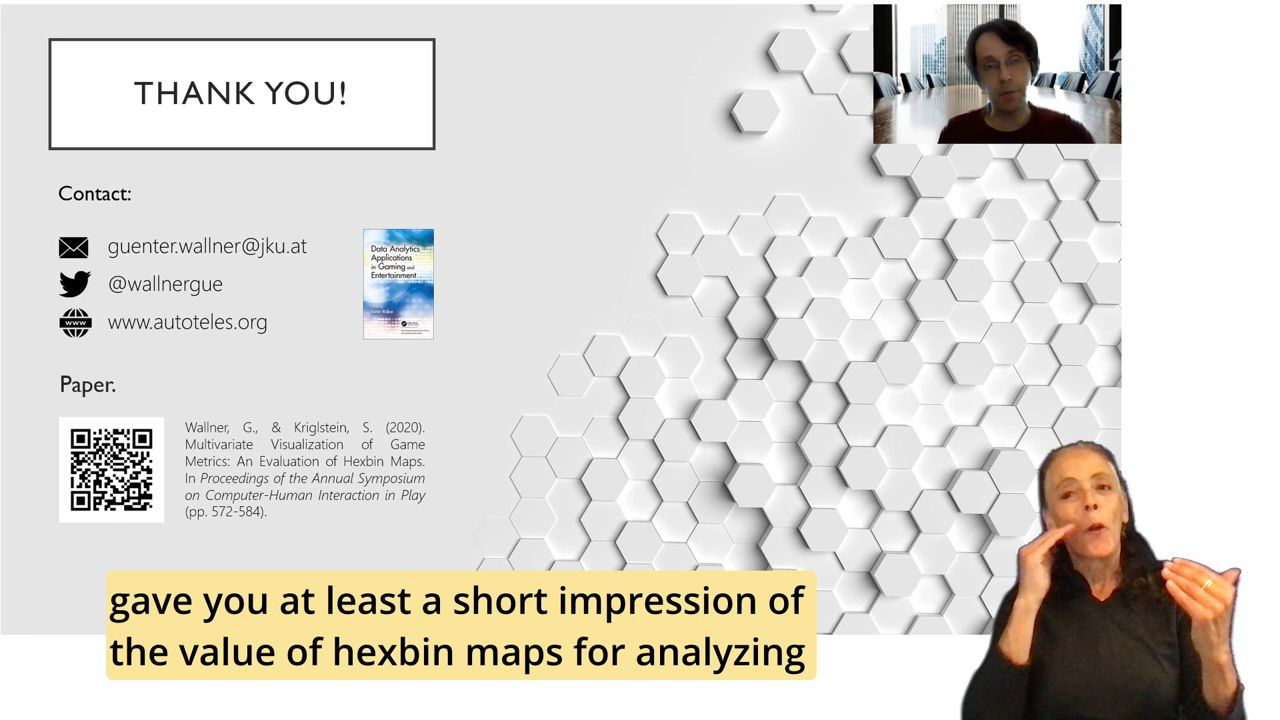 THANK YOU!
Contact:
guenter.wallner@jku.at
@wallnergue
www.autoteles.org
Data Analytics
Applications
in Gaming and
Entertainment
Paper.
Wallner, G., & Kriglstein, S. (2020).
Multivariate Visualization of Game
Metrics: An Evaluation of Hexbin Maps.
In Proceedings of the Annual Symposium
on Computer-Human Interaction in Play
(pp. 572-584).
gave you at least a short impression of
the value of hexbin maps for analyzing